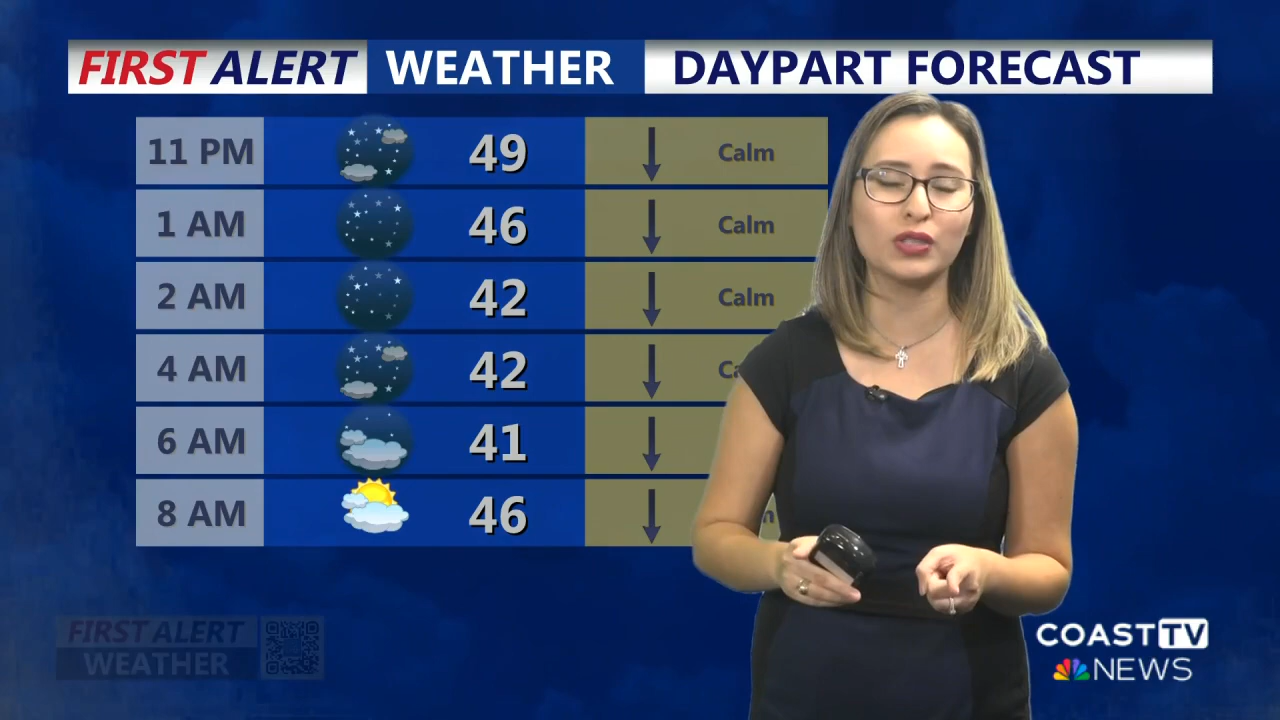 FIRST ALERT WEATHER DAYPART FORECAST
11 PM 49 Calm
1 AM 46 Calm
2 AM 42 Calm
4 AM 42
6 AM 41
8 AM 46
FIRST ALERT
WEATHER
COAST TV
NEWS